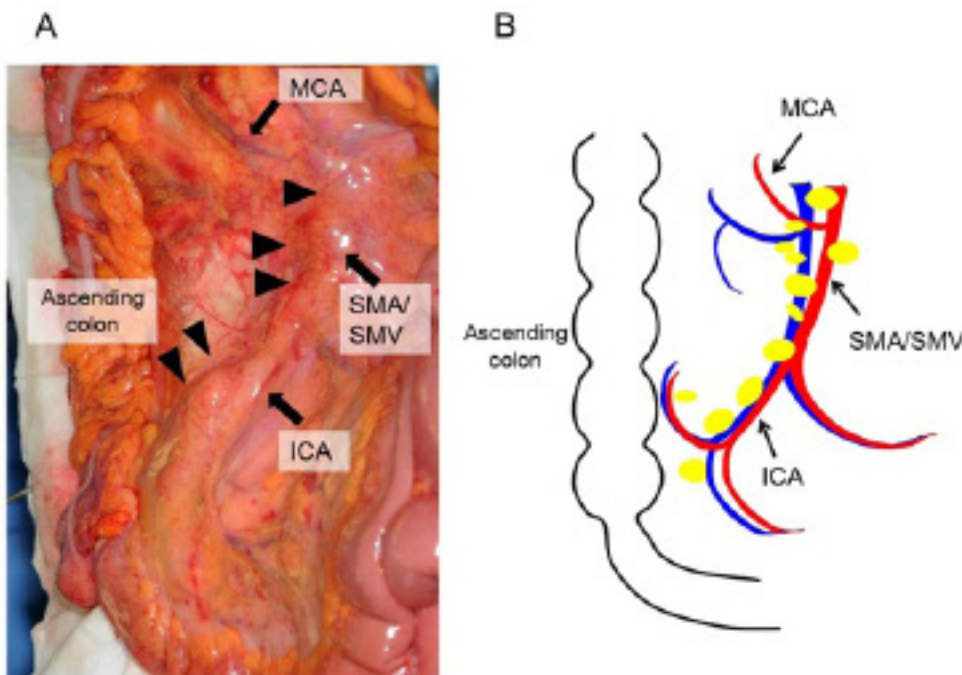 A
MCA
Ascending
colon
SMA/
SMV
ICA
B
MCA
Ascending
colon
SMA/SMV
ICA